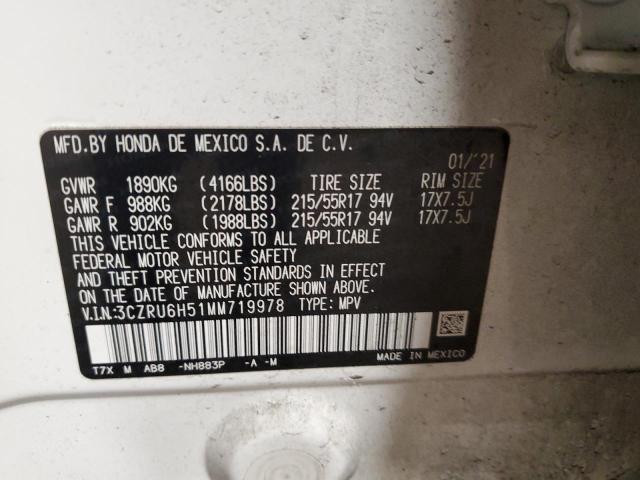 MFD. BY HONDA DE MEXICO S.A. DE C.V.
01/'21
GVWR 1890KG (4166LBS) TIRE SIZE RIM SIZE
GAWR F 988KG (2178LBS) 215/55R17 94V 17X7.5J
GAWR R 902KG (1988LBS) 215/55R17 94V 17X7.5J
THIS VEHICLE CONFORMS TO ALL APPLICABLE
FEDERAL MOTOR VEHICLE SAFETY
AND THEFT PREVENTION STANDARDS IN EFFECT
ON THE DATE OF MANUFACTURE SHOWN ABOVE.
V.I.N.:3CZRU6H51MM719978 TYPE: MPV
T7X M AB8 -NH883P -A -M
MADE IN MEXICO